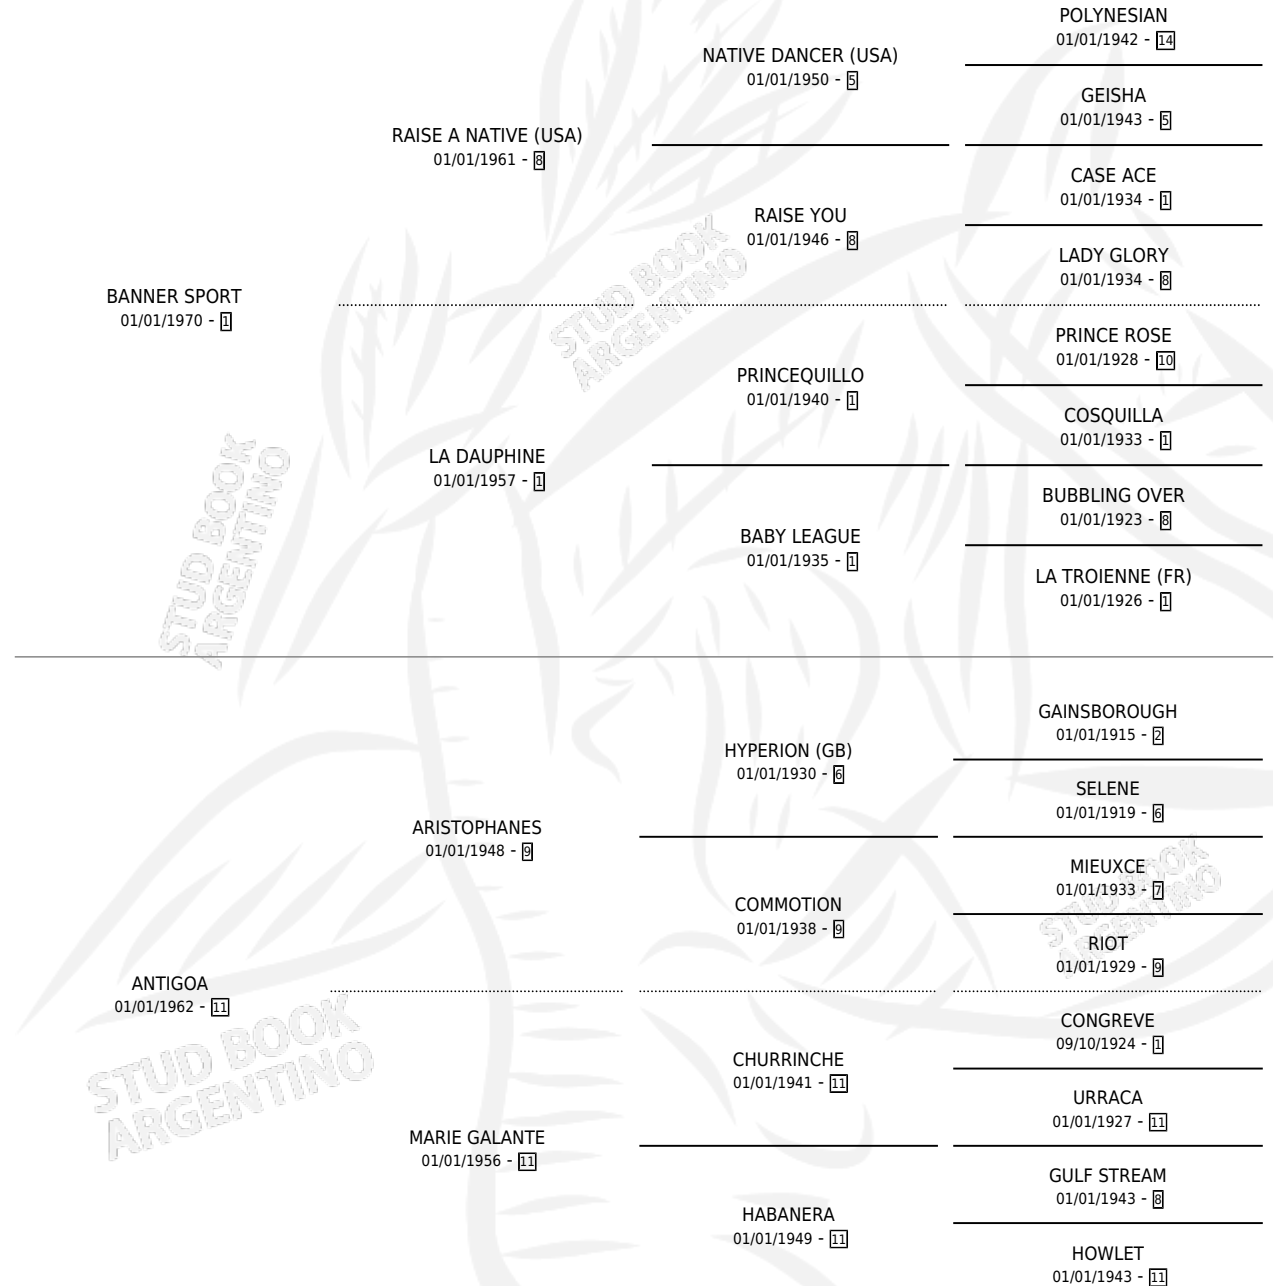 POLYNESIAN
01/01/1942 - 14
NATIVE DANCER (USA)
01/01/1950 - 5
GEISHA
01/01/1943 - 5
RAISE A NATIVE (USA)
01/01/1961 - 8
CASE ACE
01/01/1934 - 1
RAISE YOU
01/01/1946 - 8
LADY GLORY
01/01/1934 - 8
BANNER SPORT
01/01/1970 - 1
STUD BOOK
ARGENTINO
PRINCE ROSE
01/01/1928 - 10
PRINCEQUILLO
01/01/1940 - 1
COSQUILLA
01/01/1933 - 1
LA DAUPHINE
01/01/1957 - 1
BUBBLING OVER
01/01/1923 - 8
BABY LEAGUE
01/01/1935 - 1
LA TROIENNE (FR)
01/01/1926 - 1
STUD BOOK
ARGENTINO
GAINSBOROUGH
01/01/1915 - 2
HYPERION (GB)
01/01/1930 - 6
SELENE
01/01/1919 - 6
ARISTOPHANES
01/01/1948 - 9
MIEUXCE
01/01/1933 - 7
COMMOTION
01/01/1938 - 9
STUD BOOK
ARGENTINO
RIOT
01/01/1929 - 9
ANTIGOA
01/01/1962 - 11
CONGREVE
09/10/1924 - 1
CHURRINCHE
01/01/1941 - 11
URRACA
01/01/1927 - 11
STUD BOOK
ARGENTINO
MARIE GALANTE
01/01/1956 - 11
GULF STREAM
01/01/1943 - 8
HABANERA
01/01/1949 - 11
HOWLET
01/01/1943 - 11